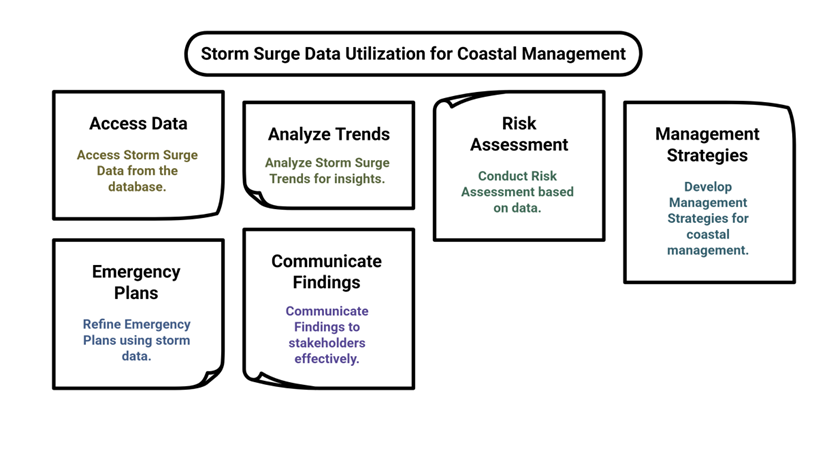 Storm Surge Data Utilization for Coastal Management
Access Data
Access Storm Surge
Data from the
database.
Analyze Trends
Analyze Storm Surge
Trends for insights.
Risk
Assessment
Conduct Risk
Assessment based
on data.
Management
Strategies
Develop
Management
Strategies for
coastal
management.
Emergency
Plans
Refine Emergency
Plans using storm
data.
Communicate
Findings
Communicate
Findings to
stakeholders
effectively.